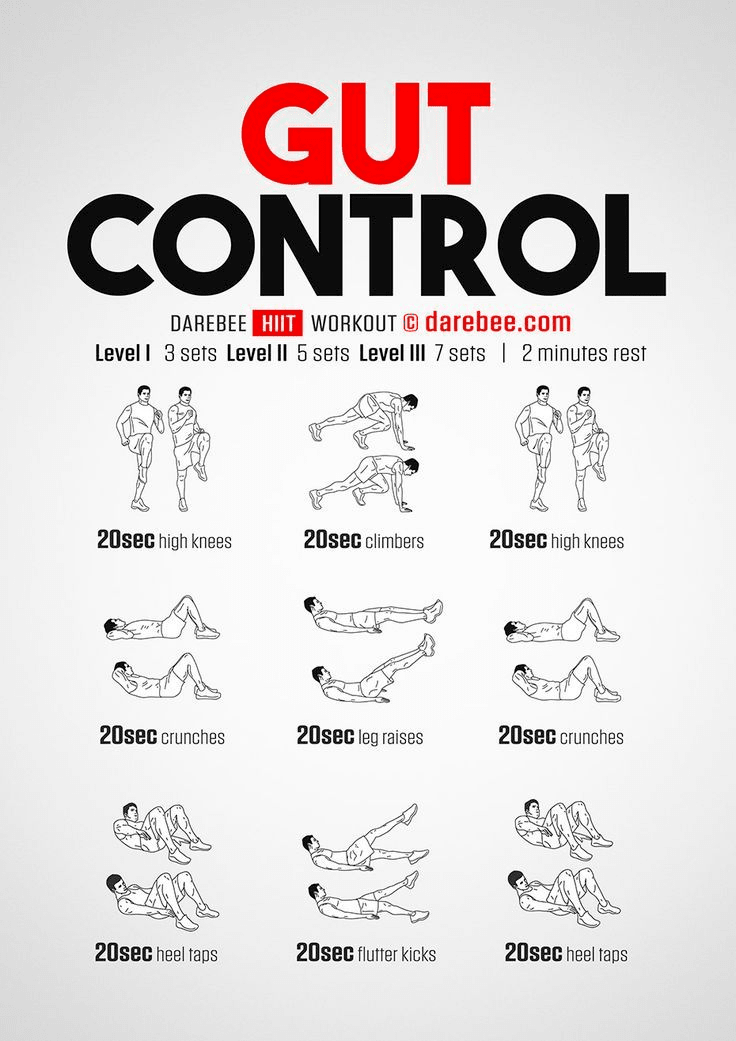 GUT
CONTROL
DAREBEE HIIT WORKOUT © darebee.com
Level I 3 sets Level II 5 sets Level III 7 sets | 2 minutes rest
20sec high knees
20sec climbers
20sec high knees
20sec crunches
20sec leg raises
20sec crunches
20sec heel taps
20sec flutter kicks
20sec heel taps